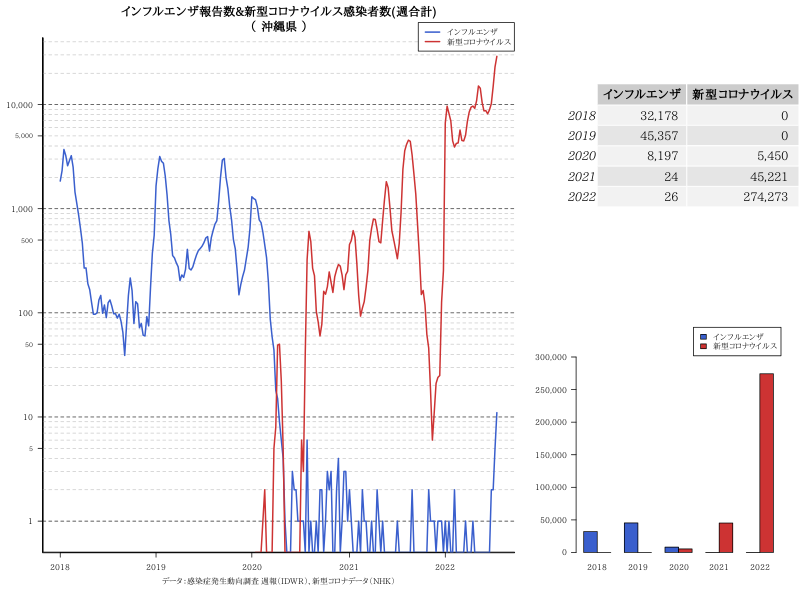 インフルエンザ報告数&新型コロナウイルス感染者数(週合計)
( 沖縄県 )
インフルエンザ
新型コロナウイルス
10,000
5,000
1,000
500
100
50
10
5
1
2018 2019 2020 2021 2022
データ:感染症発生動向調査 週報(IDWR)、新型コロナデータ(NHK)
インフルエンザ 新型コロナウイルス
2018 32,178 0
2019 45,357 0
2020 8,197 5,450
2021 24 45,221
2022 26 274,273
インフルエンザ
新型コロナウイルス
300,000
250,000
200,000
150,000
100,000
50,000
0
2018 2019 2020 2021 2022